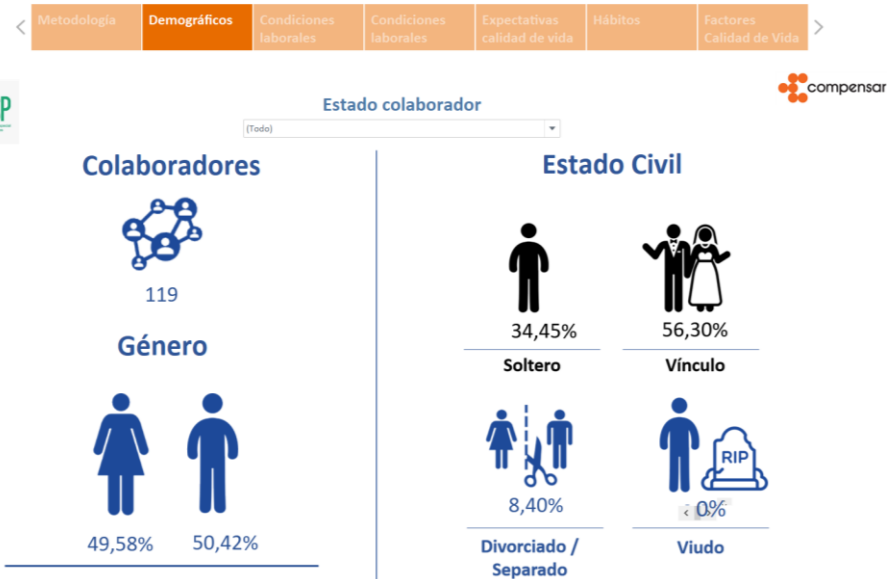 Metodología
Demográficos
Condiciones
laborales
Condiciones
laborales
Expectativas
calidad de vida
Hábitos
Factores
Calidad de Vida
compensar
Estado colaborador
(Todo)
Colaboradores
119
Género
49,58%
50,42%
Estado Civil
34,45%
Soltero
56,30%
Vínculo
8,40%
Divorciado /
Separado
RIP
0%
Viudo